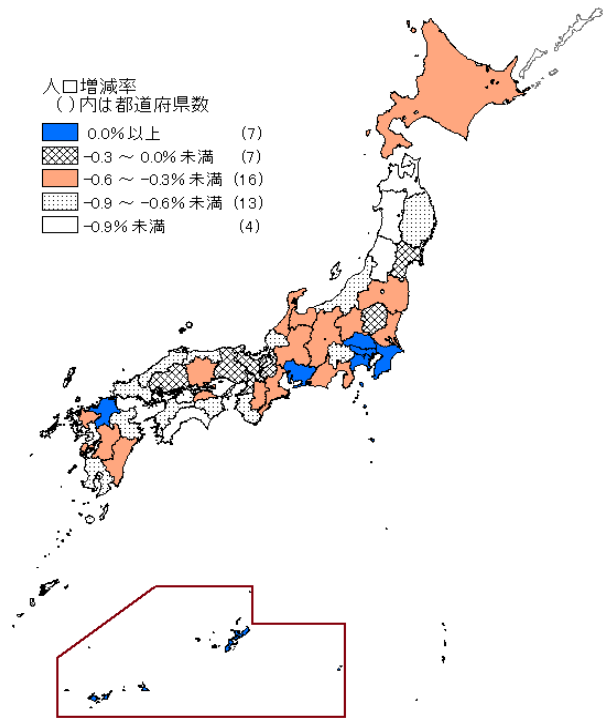 人口増減率
( )内は都道府県数
0.0%以上 (7)
-0.3 ～ 0.0%未満 (7)
-0.6 ～ -0.3%未満 (16)
-0.9 ～ -0.6%未満 (13)
-0.9%未満 (4)